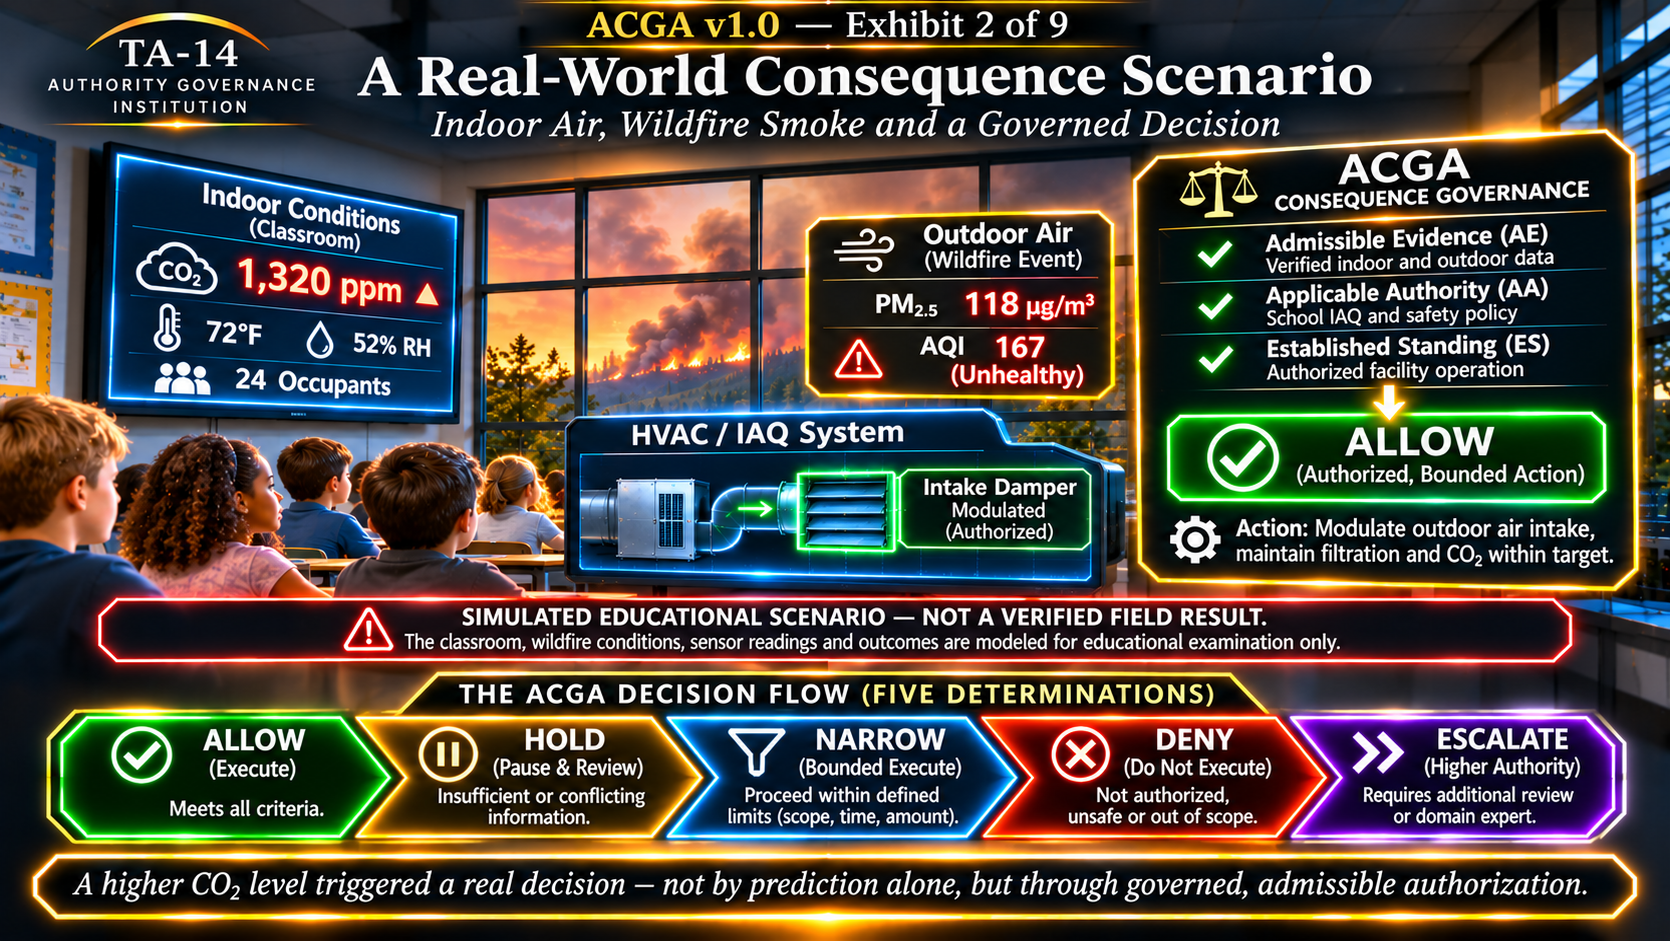 TA-14
AUTHORITY GOVERNANCE
INSTITUTION
ACGA v1.0 — Exhibit 2 of 9
A Real-World Consequence Scenario
Indoor Air, Wildfire Smoke and a Governed Decision
Indoor Conditions
(Classroom)
CO₂
1,320 ppm
72°F
52% RH
24 Occupants
Outdoor Air
(Wildfire Event)
PM₂.₅ 118 µg/m³
AQI 167
(Unhealthy)
HVAC / IAQ System
Intake Damper
Modulated
(Authorized)
ACGA
CONSEQUENCE GOVERNANCE
Admissible Evidence (AE)
Verified indoor and outdoor data
Applicable Authority (AA)
School IAQ and safety policy
Established Standing (ES)
Authorized facility operation
ALLOW
(Authorized, Bounded Action)
Action: Modulate outdoor air intake,
maintain filtration and CO₂ within target.
SIMULATED EDUCATIONAL SCENARIO — NOT A VERIFIED FIELD RESULT.
The classroom, wildfire conditions, sensor readings and outcomes are modeled for educational examination only.
THE ACGA DECISION FLOW (FIVE DETERMINATIONS)
ALLOW
(Execute)
Meets all criteria.
HOLD
(Pause & Review)
Insufficient or conflicting
information.
NARROW
(Bounded Execute)
Proceed within defined
limits (scope, time, amount).
DENY
(Do Not Execute)
Not authorized,
unsafe or out of scope.
ESCALATE
(Higher Authority)
Requires additional review
or domain expert.
A higher CO₂ level triggered a real decision — not by prediction alone, but through governed, admissible authorization.